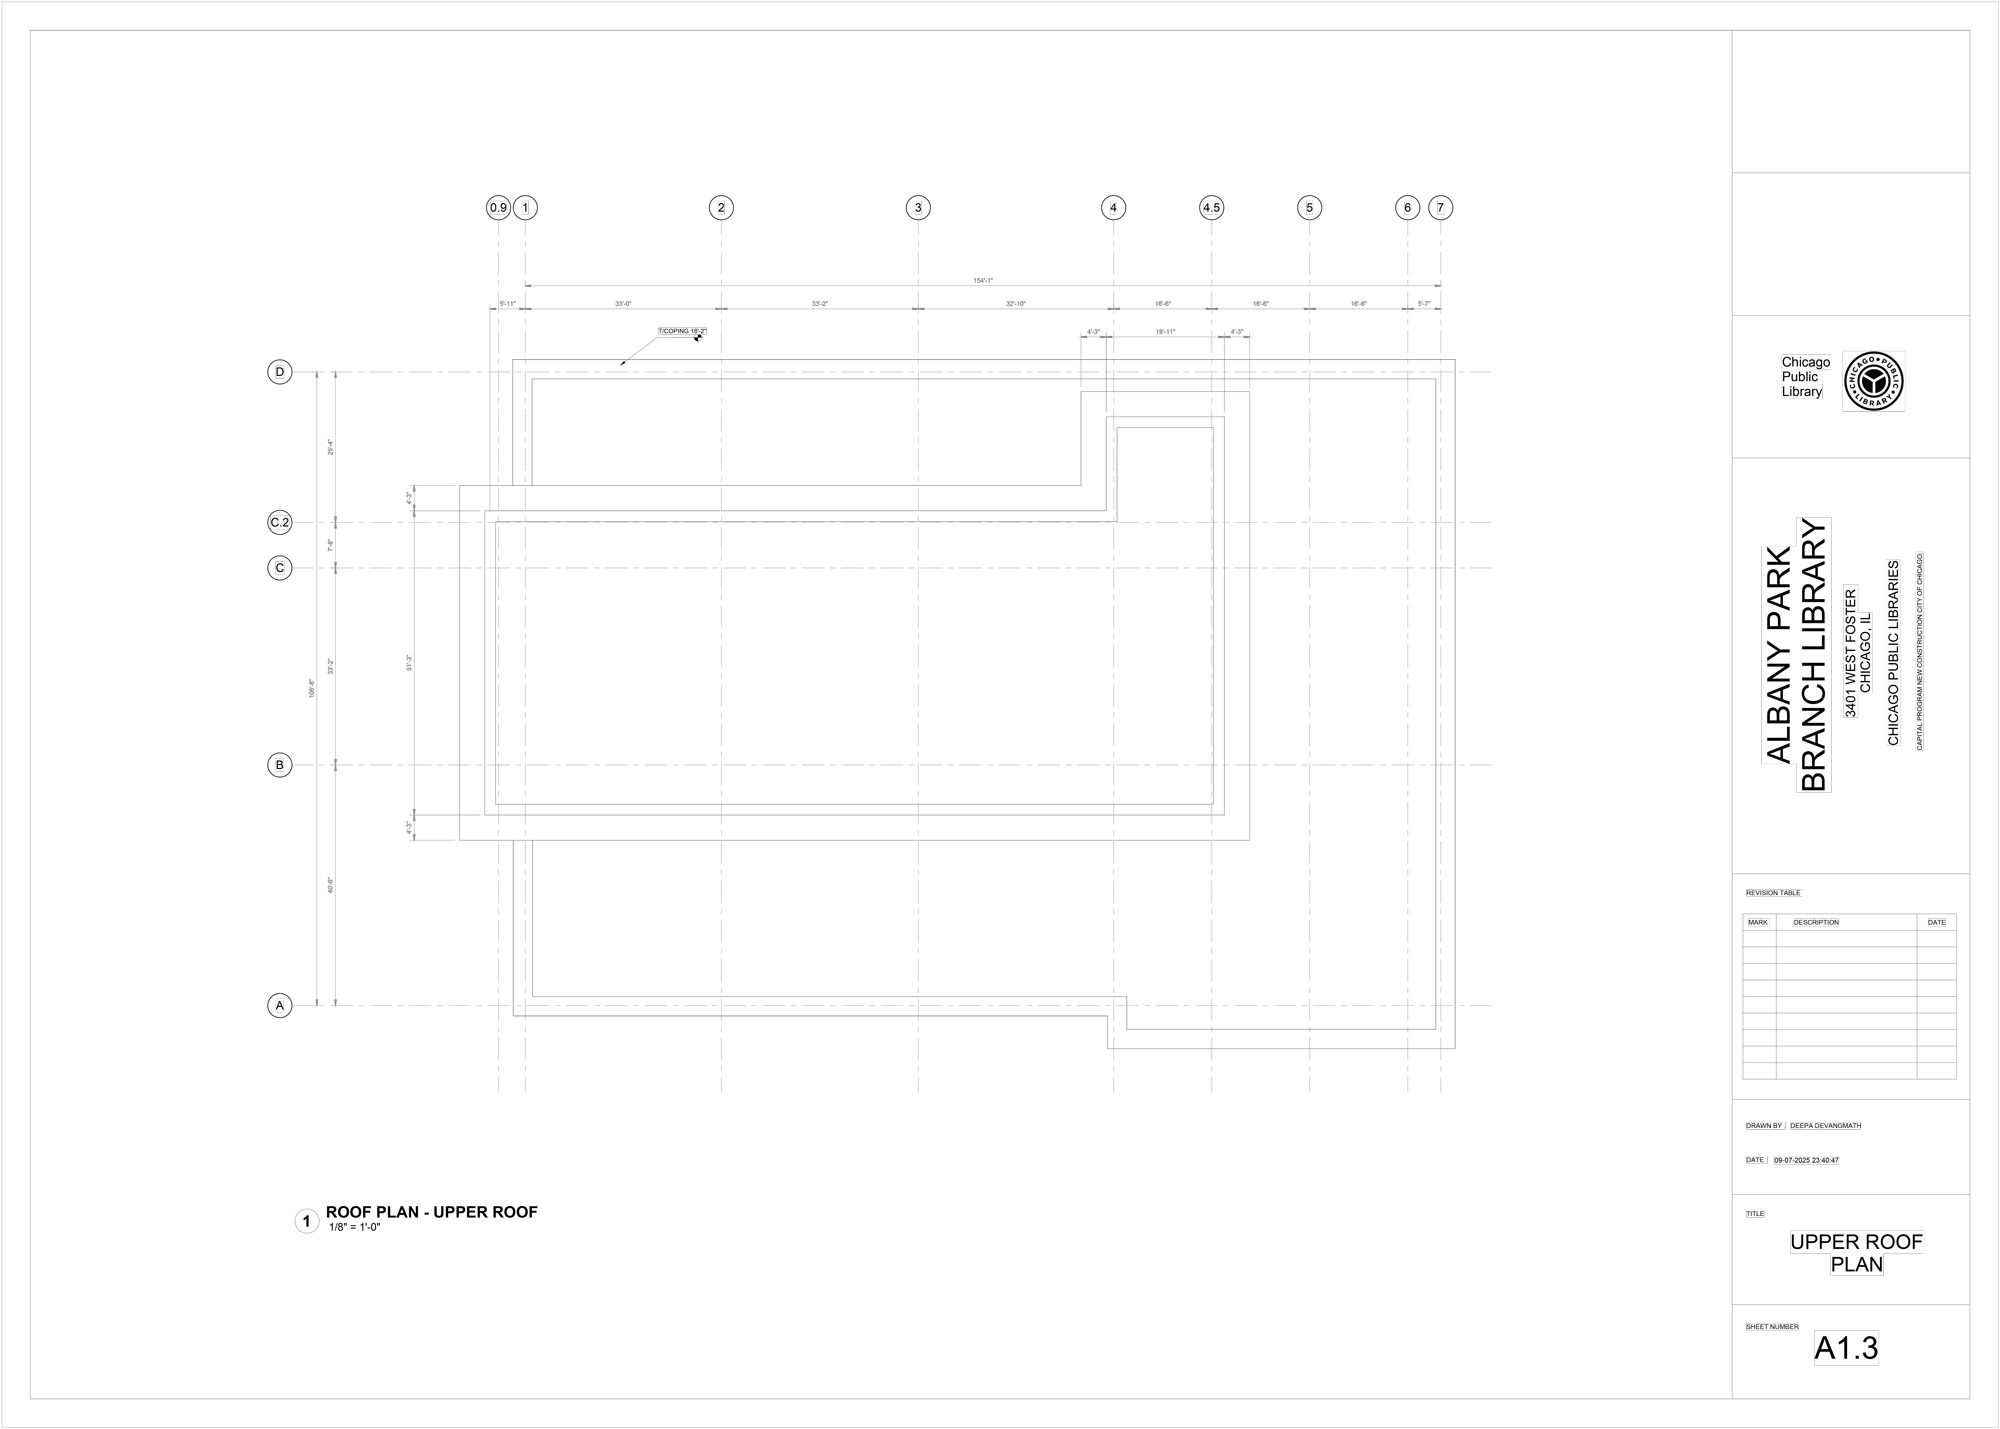 0.9 1 2 3 4 4.5 5 6 7
154'-1"
5'-11" 33'-0" 33'-2" 32'-10" 16'-6" 16'-6" 16'-6" 5'-7"
T/COPING 18'-2"
4'-3" 19'-11" 4'-3"
D
25'-4"
4'-3"
C.2
7'-8"
C
51'-3"
33'-2"
106'-8"
B
4'-3"
40'-6"
A
1
ROOF PLAN - UPPER ROOF
1/8" = 1'-0"
Chicago
Public
Library
CHICAGO • PUBLIC • LIBRARY •
ALBANY PARK
BRANCH LIBRARY
3401 WEST FOSTER
CHICAGO, IL
CHICAGO PUBLIC LIBRARIES
CAPITAL PROGRAM NEW CONSTRUCTION CITY OF CHICAGO
REVISION TABLE
MARK DESCRIPTION DATE
DRAWN BY : DEEPA DEVANGMATH
DATE : 09-07-2025 23:40:47
TITLE
UPPER ROOF
PLAN
SHEET NUMBER
A1.3